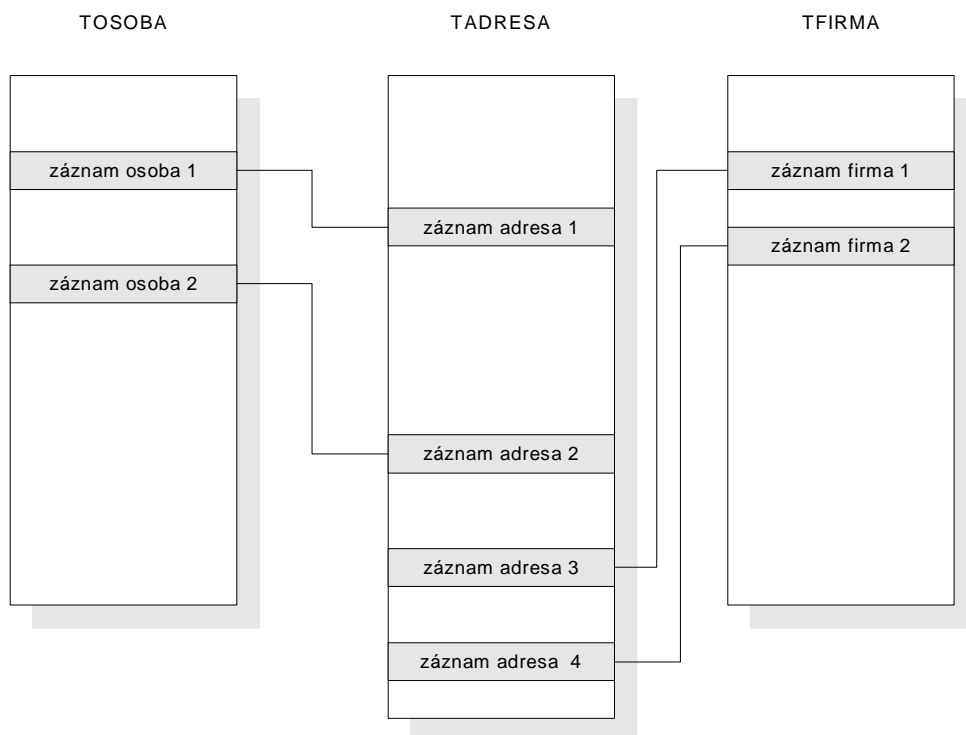 TOSOBA
TADRESA
TFIRMA
záznam osoba 1
záznam firma 1
záznam adresa 1
záznam firma 2
záznam osoba 2
záznam adresa 2
záznam adresa 3
záznam adresa 4